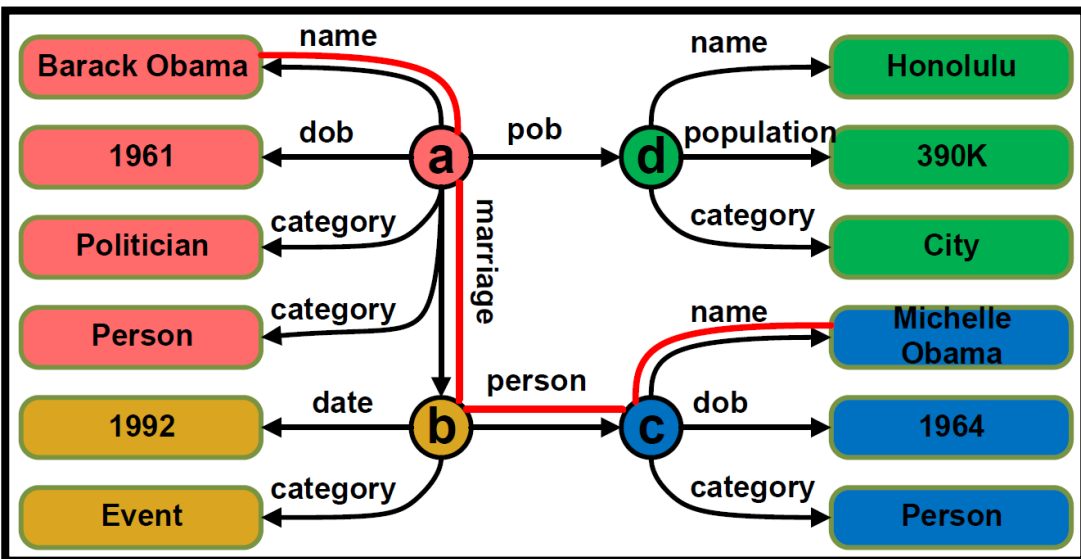 name
name
Barack Obama
Honolulu
dob
pob
population
1961
a
d
390K
category
marriage
category
Politician
City
category
name
Person
Michelle
Obama
date
person
dob
1992
b
c
1964
category
category
Event
Person